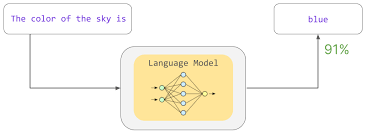 The color of the sky is
blue
91%
Language Model